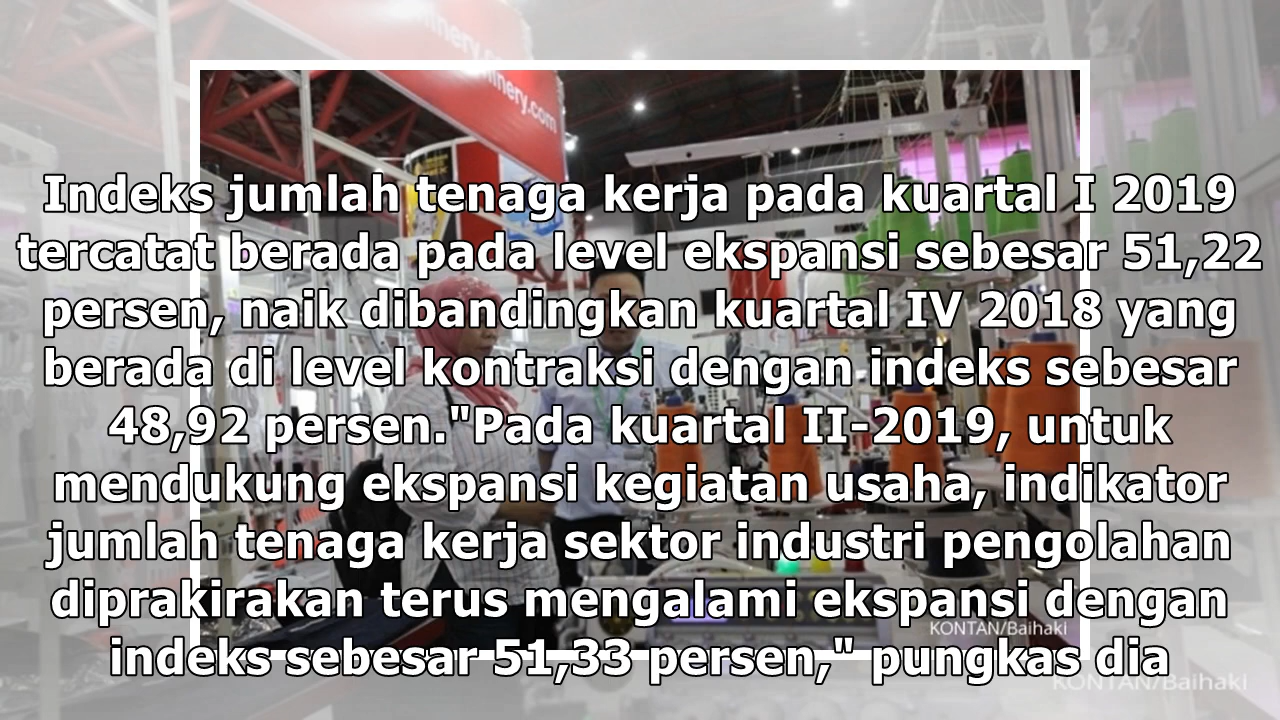 inery.com
Indeks jumlah tenaga kerja pada kuartal I 2019
tercatat berada pada level ekspansi sebesar 51,22
persen, naik dibandingkan kuartal IV 2018 yang
berada di level kontraksi dengan indeks sebesar
48,92 persen."Pada kuartal II-2019, untuk
mendukung ekspansi kegiatan usaha, indikator
jumlah tenaga kerja sektor industri pengolahan
diprakirakan terus mengalami ekspansi dengan
indeks sebesar 51,33 persen," pungkas dia
KONTAN/Baihaki
KONTAN/Baihaki